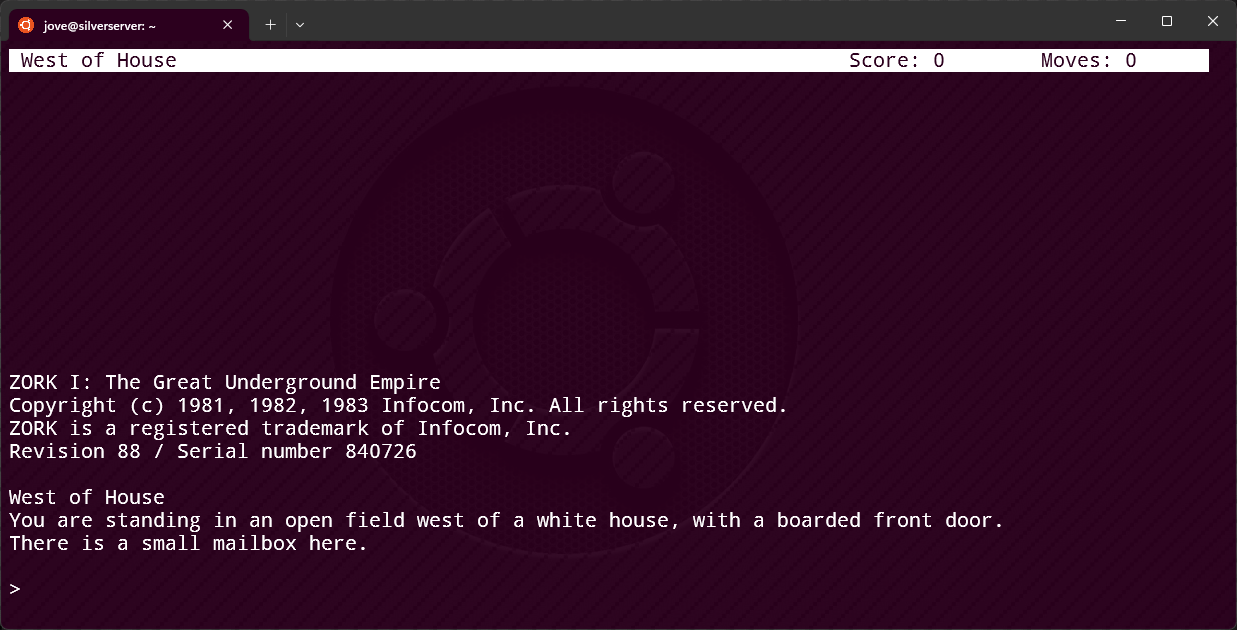 jove@silverserver: ~
West of House Score: 0 Moves: 0
ZORK I: The Great Underground Empire
Copyright (c) 1981, 1982, 1983 Infocom, Inc. All rights reserved.
ZORK is a registered trademark of Infocom, Inc.
Revision 88 / Serial number 840726
West of House
You are standing in an open field west of a white house, with a boarded front door.
There is a small mailbox here.
>